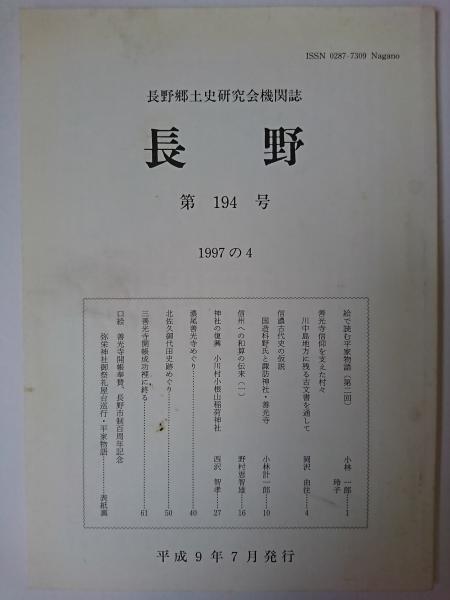 ISSN 0287-7309 Nagano
長野郷土史研究会機関誌
長野
第 194 号
1997 の 4
絵で読む平家物語(第二回) 小林 一郎・玲子……1
善光寺信仰を支えた村々
川中島地方に残る古文書を通して 岡沢 由往……4
信濃古代史の仮説
国造科野氏と諏訪神社・善光寺 小林計一郎……10
信州への和算の伝来(一) 野村恵智雄……16
神社の復興 小川村小根山稲荷神社 西沢 智孝……27
濃尾善光寺めぐり……40
北佐久御代田史跡めぐり……50
三善光寺開帳成功裡に終る……61
口絵 善光寺開帳奉賛、長野市制百周年記念
弥栄神社御祭礼屋台巡行・平家物語……表紙裏
平成9年7月発行